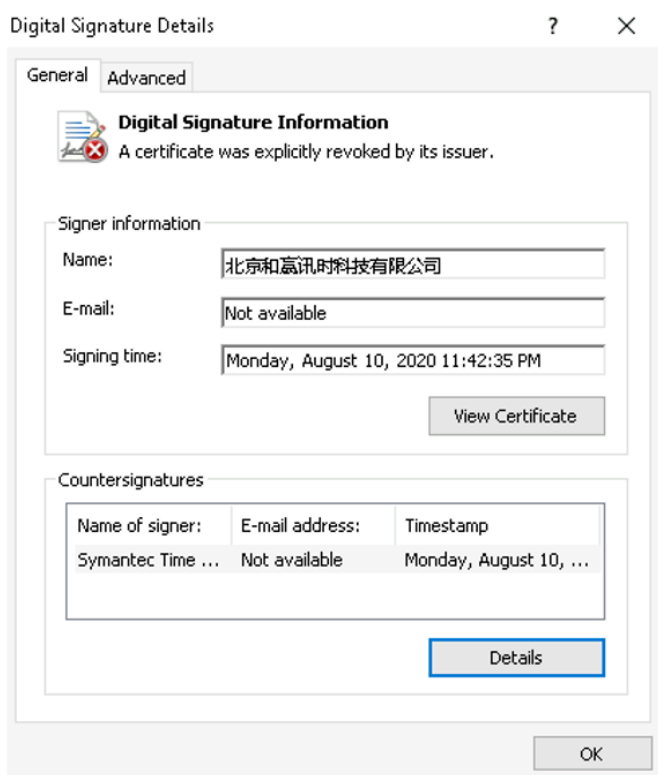 Digital Signature Details
General
Advanced
Digital Signature Information
A certificate was explicitly revoked by its issuer.
Signer information
Name:
北京和赢讯时科技有限公司
E-mail:
Not available
Signing time:
Monday, August 10, 2020 11:42:35 PM
View Certificate
Countersignatures
Name of signer: E-mail address: Timestamp
Symantec Time ... Not available Monday, August 10, ...
Details
OK